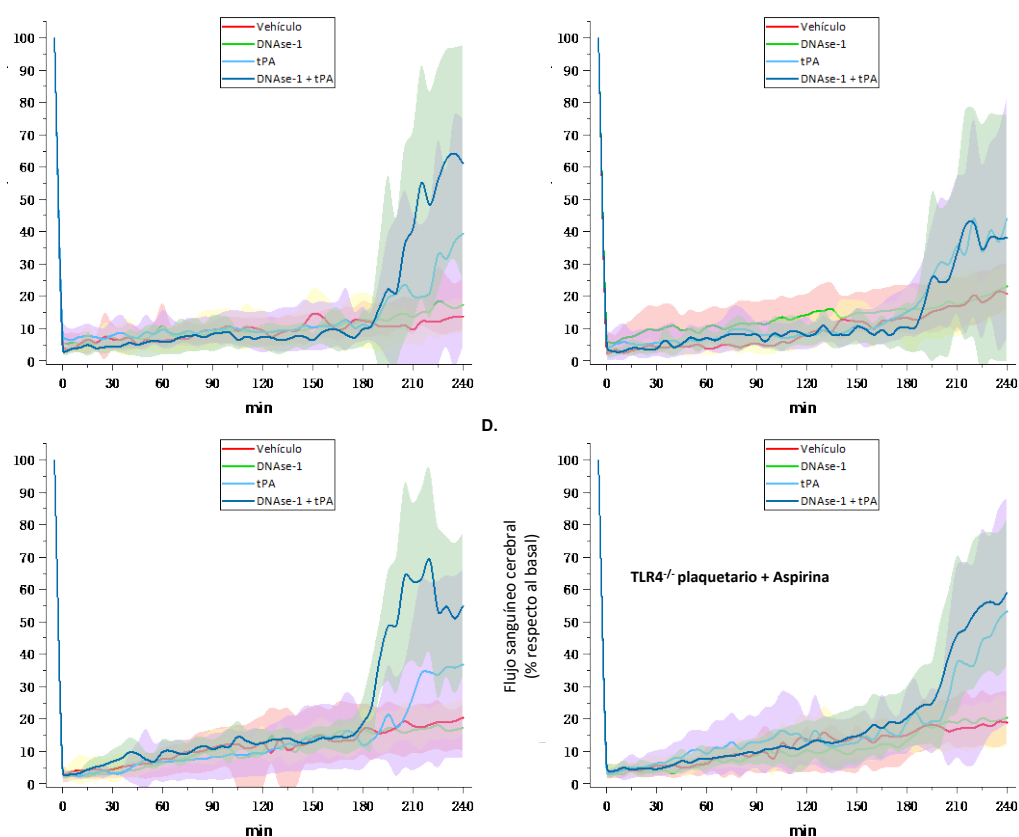 Vehículo
DNAse-1
tPA
DNAse-1 + tPA
100
90
80
70
60
50
40
30
20
10
0
0 30 60 90 120 150 180 210 240
min
Vehículo
DNAse-1
tPA
DNAse-1 + tPA
100
90
80
70
60
50
40
30
20
10
0
0 30 60 90 120 150 180 210 240
min
D.
Vehículo
DNAse-1
tPA
DNAse-1 + tPA
100
90
80
70
60
50
40
30
20
10
0
0 30 60 90 120 150 180 210 240
min
Flujo sanguíneo cerebral
(% respecto al basal)
Vehículo
DNAse-1
tPA
DNAse-1 + tPA
TLR4-/- plaquetario + Aspirina
100
90
80
70
60
50
40
30
20
10
0
0 30 60 90 120 150 180 210 240
min